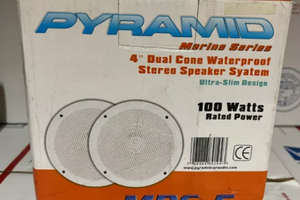 PYRAMID
Marine Series
4" Dual Cone Waterproof
Stereo Speaker System
Ultra-Slim Design
100 Watts
Rated Power
CE
www.pyramidcaraudio.com